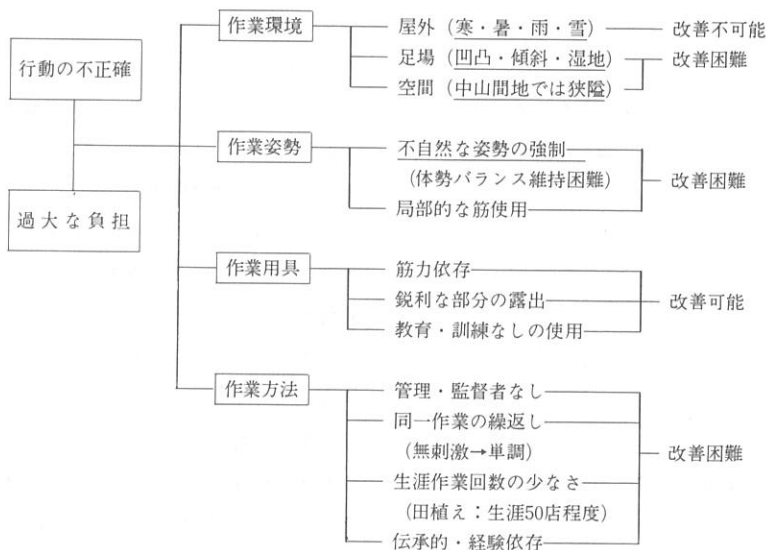 行動の不正確
過大な負担
作業環境
屋外（寒・暑・雨・雪）
改善不可能
足場（凹凸・傾斜・湿地）
改善困難
空間（中山間地では狭隘）
作業姿勢
不自然な姿勢の強制
（体勢バランス維持困難）
改善困難
局部的な筋使用
作業用具
筋力依存
鋭利な部分の露出
改善可能
教育・訓練なしの使用
作業方法
管理・監督者なし
同一作業の繰返し
（無刺激→単調）
改善困難
生涯作業回数の少なさ
（田植え：生涯50店程度）
伝承的・経験依存